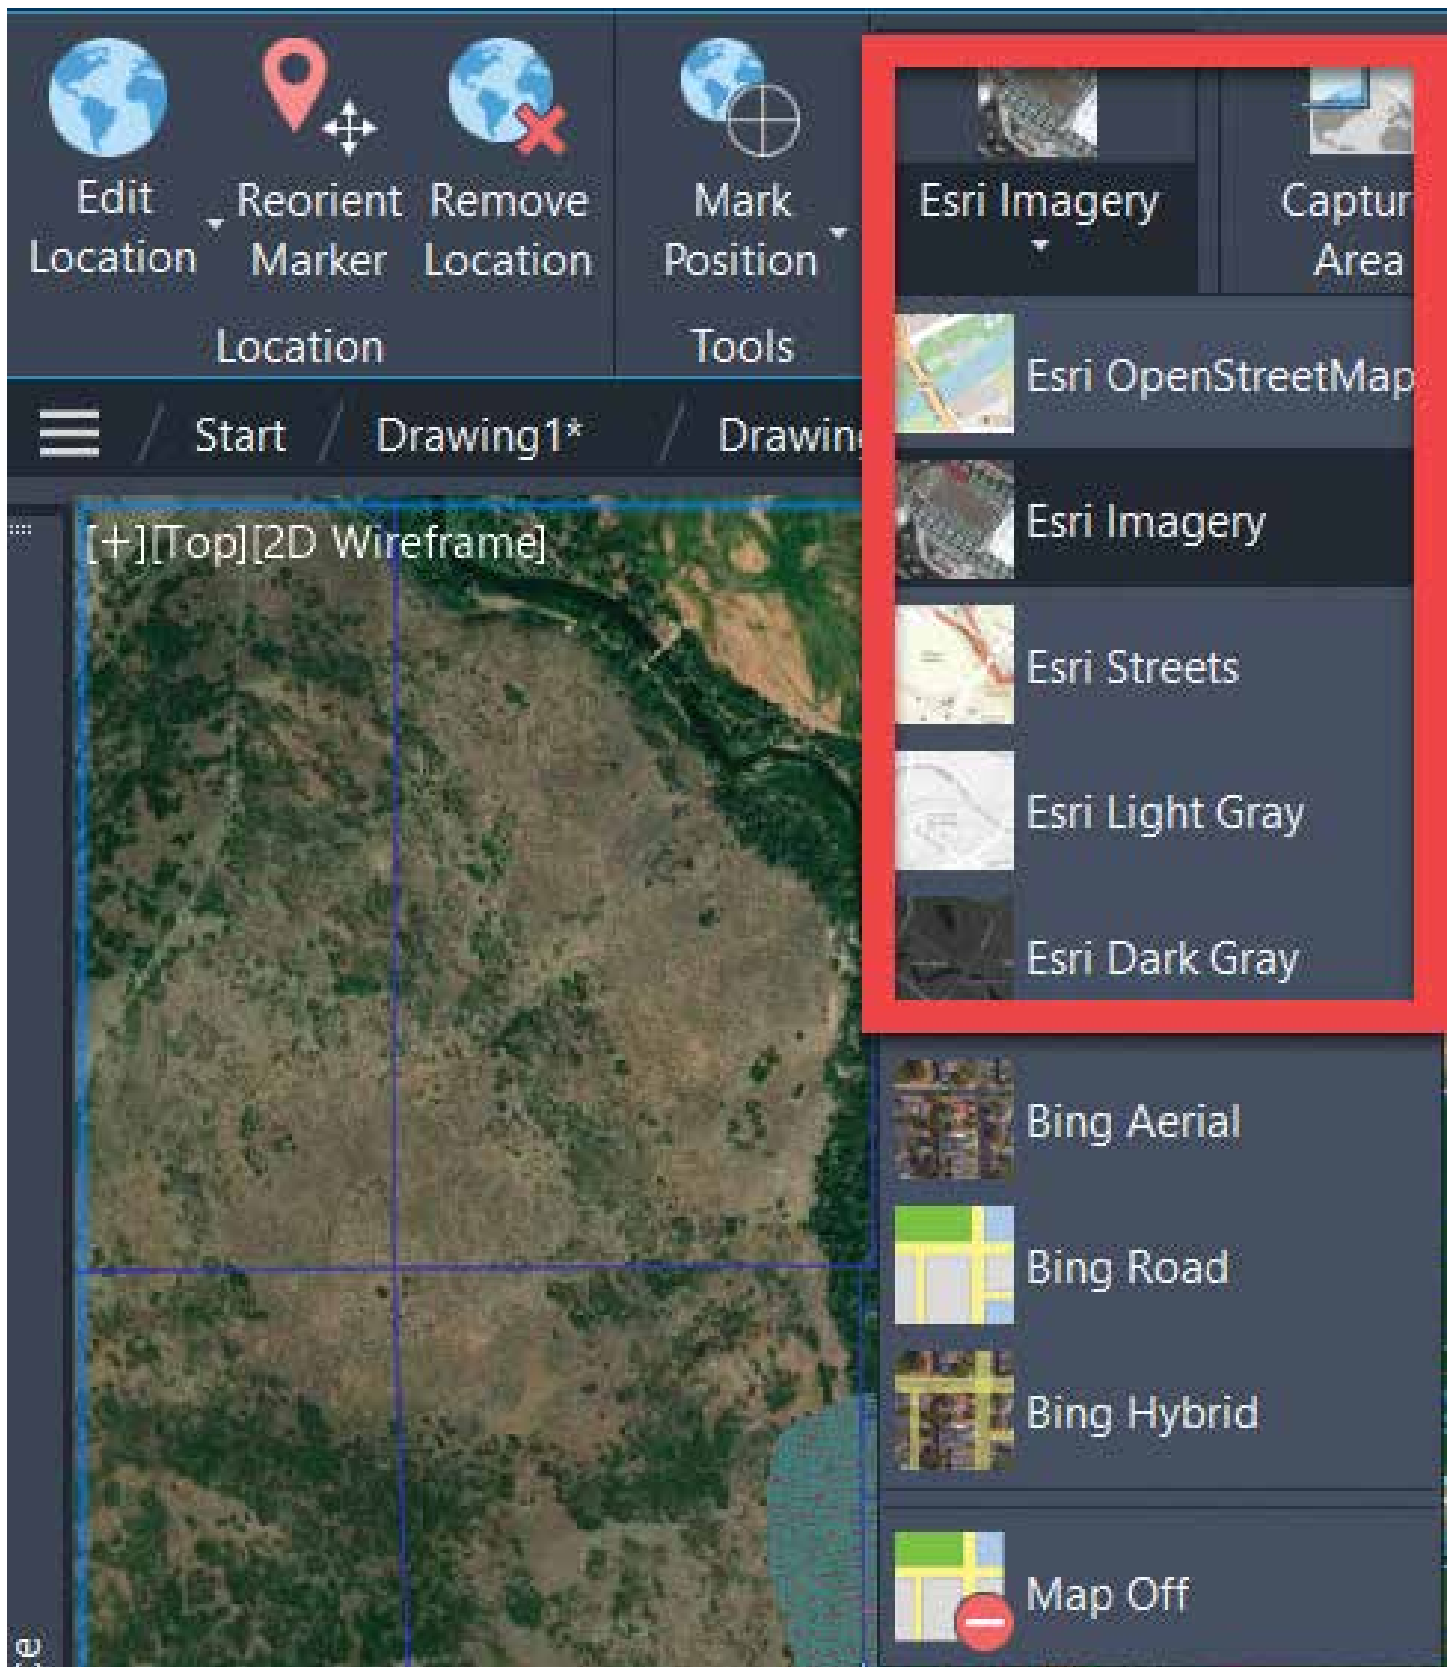 Edit
Location
Reorient
Marker
Remove
Location
Mark
Position
Esri Imagery
Captur
Area
Location
Tools
Start
Drawing1*
Drawing
[+][Top][2D Wireframe]
Esri OpenStreetMap
Esri Imagery
Esri Streets
Esri Light Gray
Esri Dark Gray
Bing Aerial
Bing Road
Bing Hybrid
Map Off